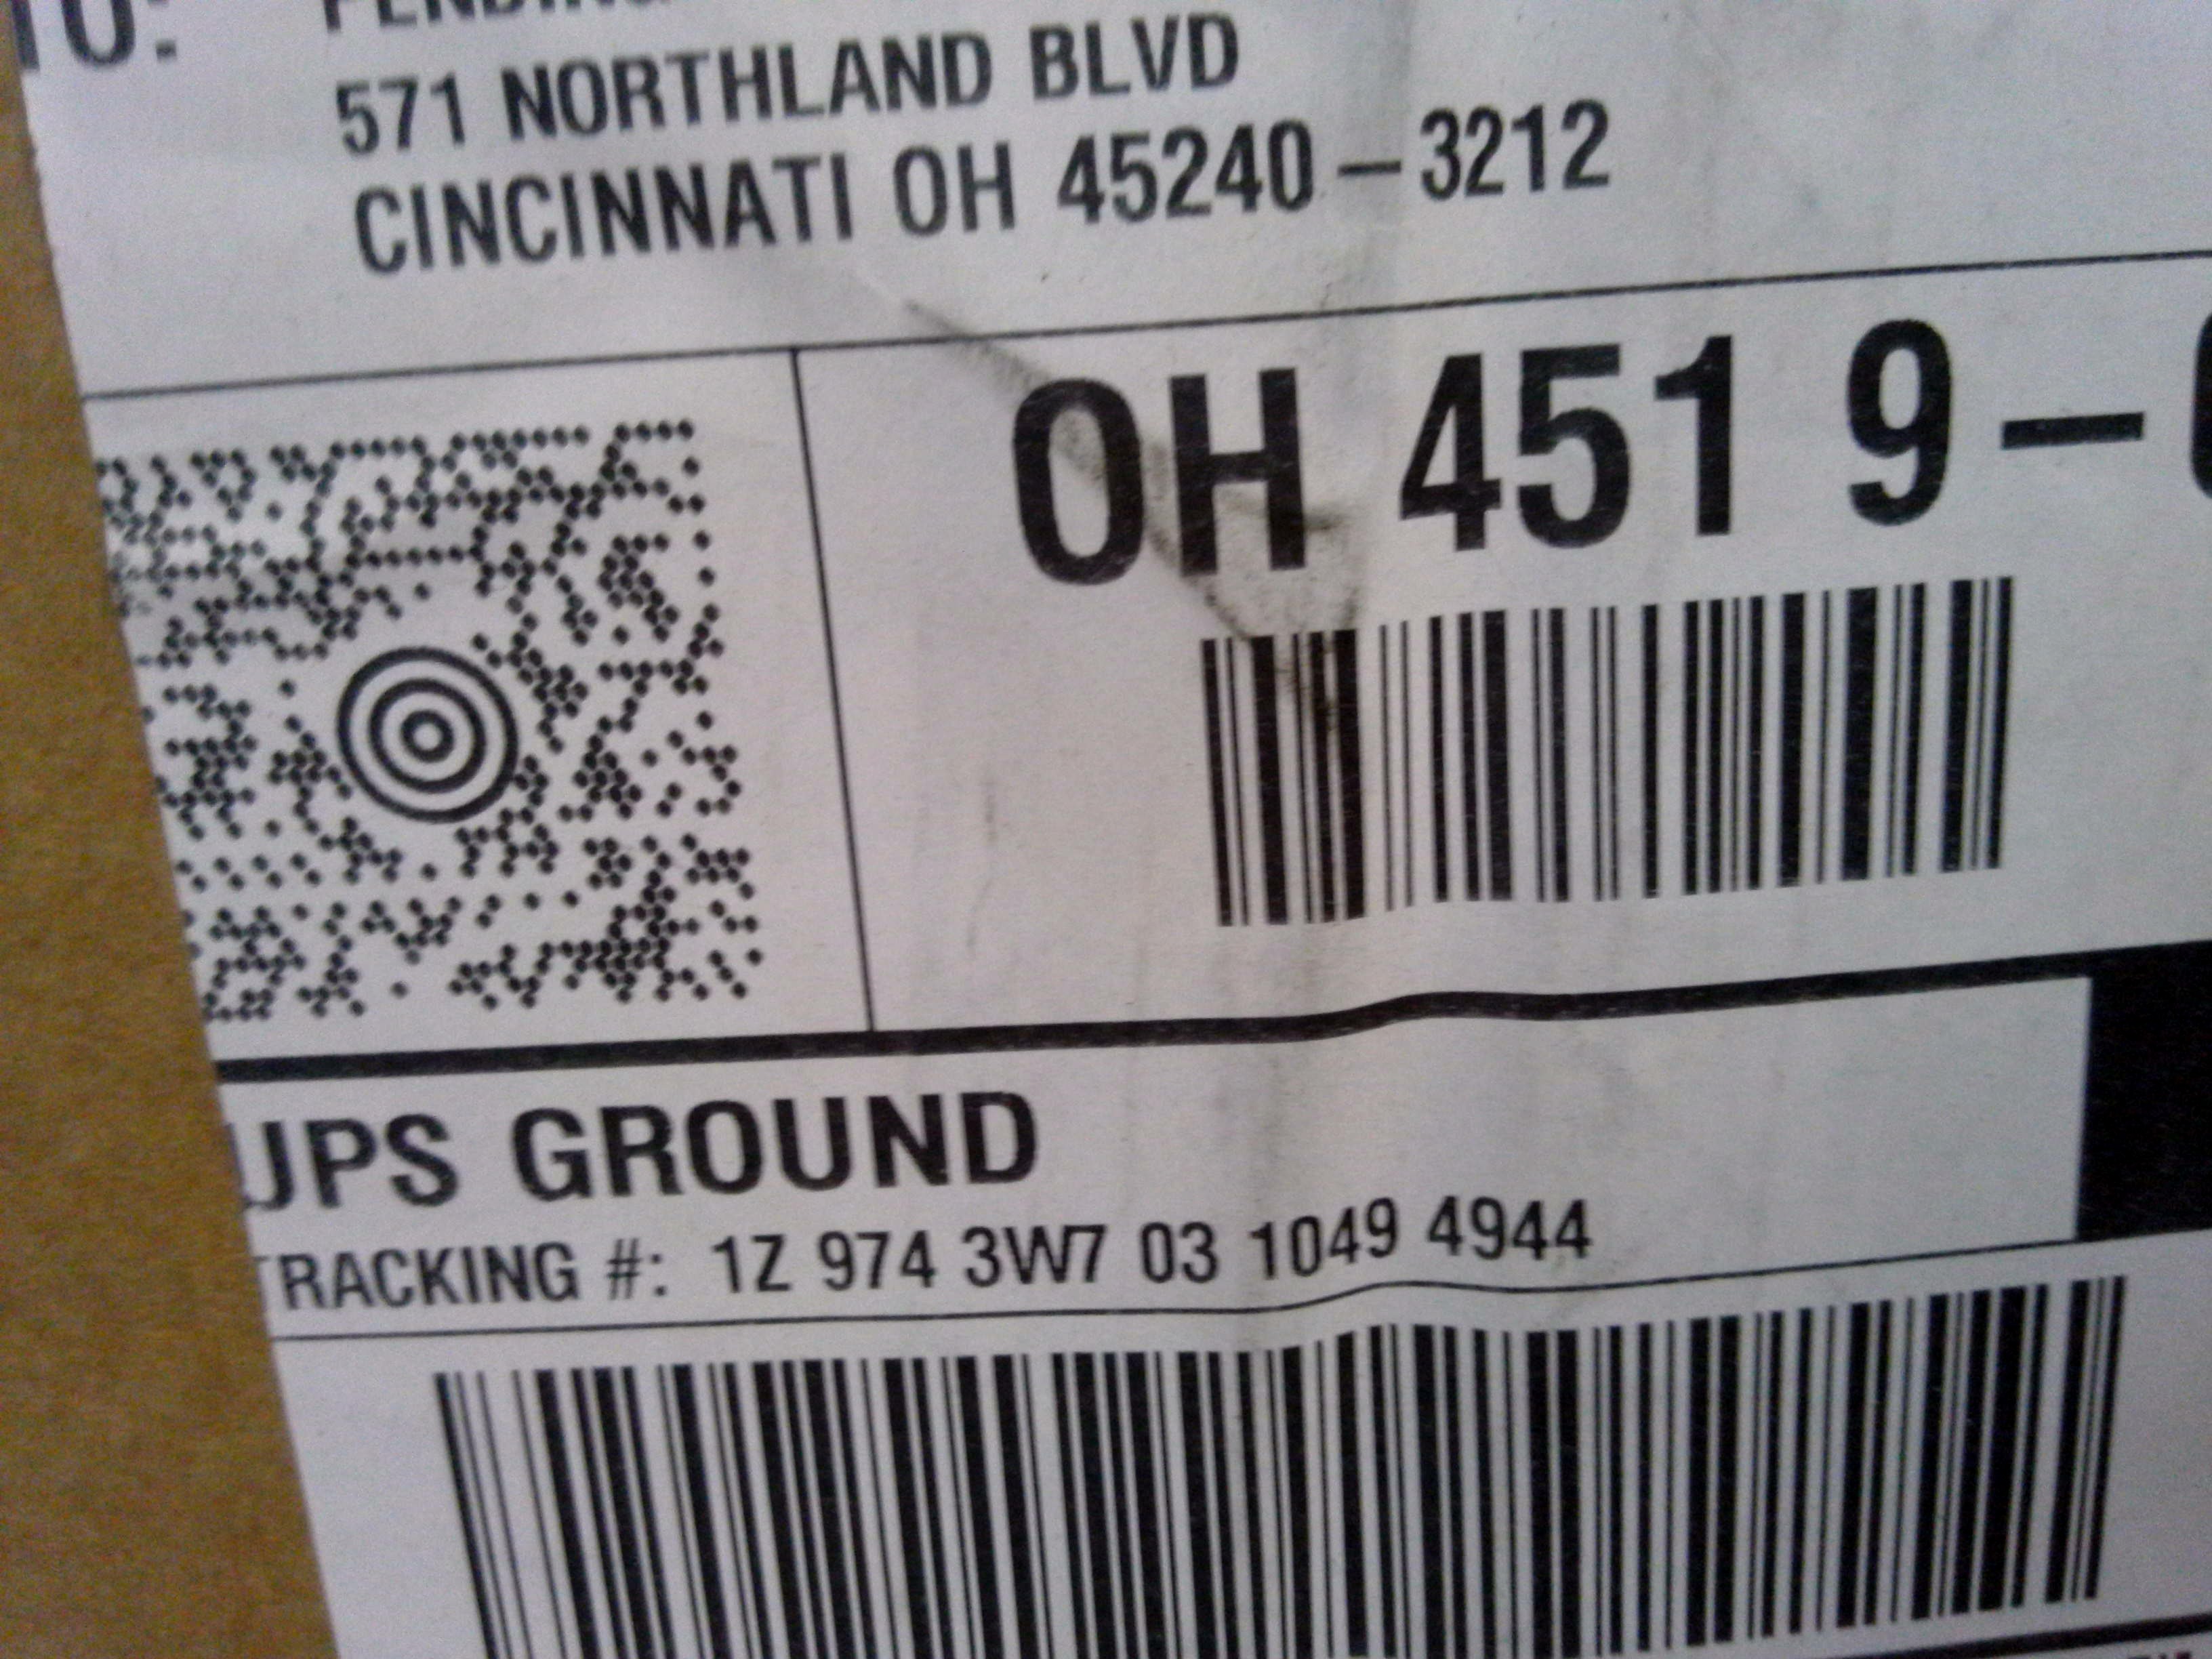 TO:
571 NORTHLAND BLVD
CINCINNATI OH 45240-3212
OH 451 9-
UPS GROUND
TRACKING #: 1Z 974 3W7 03 1049 4944